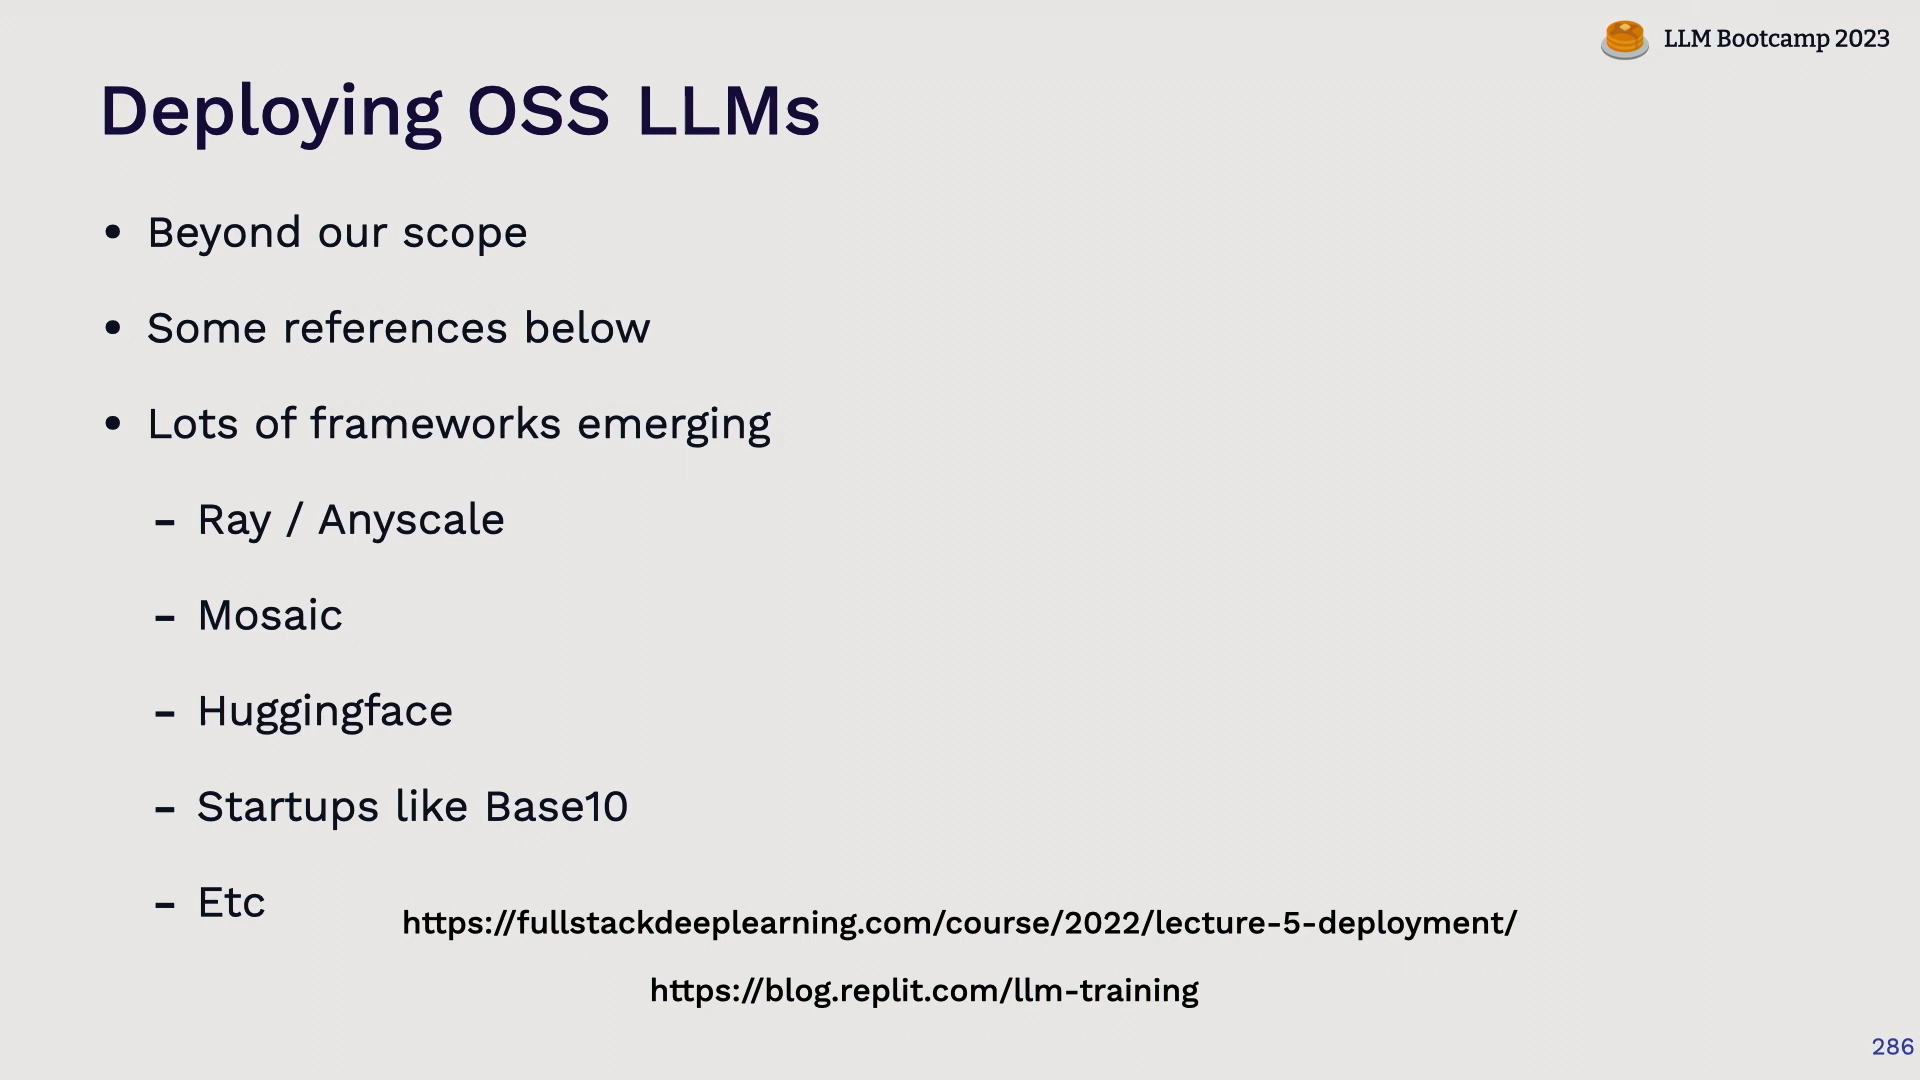 LLM Bootcamp 2023
Deploying OSS LLMs
• Beyond our scope
• Some references below
• Lots of frameworks emerging
- Ray / Anyscale
- Mosaic
- Huggingface
- Startups like Base10
- Etc
https://fullstackdeeplearning.com/course/2022/lecture-5-deployment/
https://blog.replit.com/llm-training
286